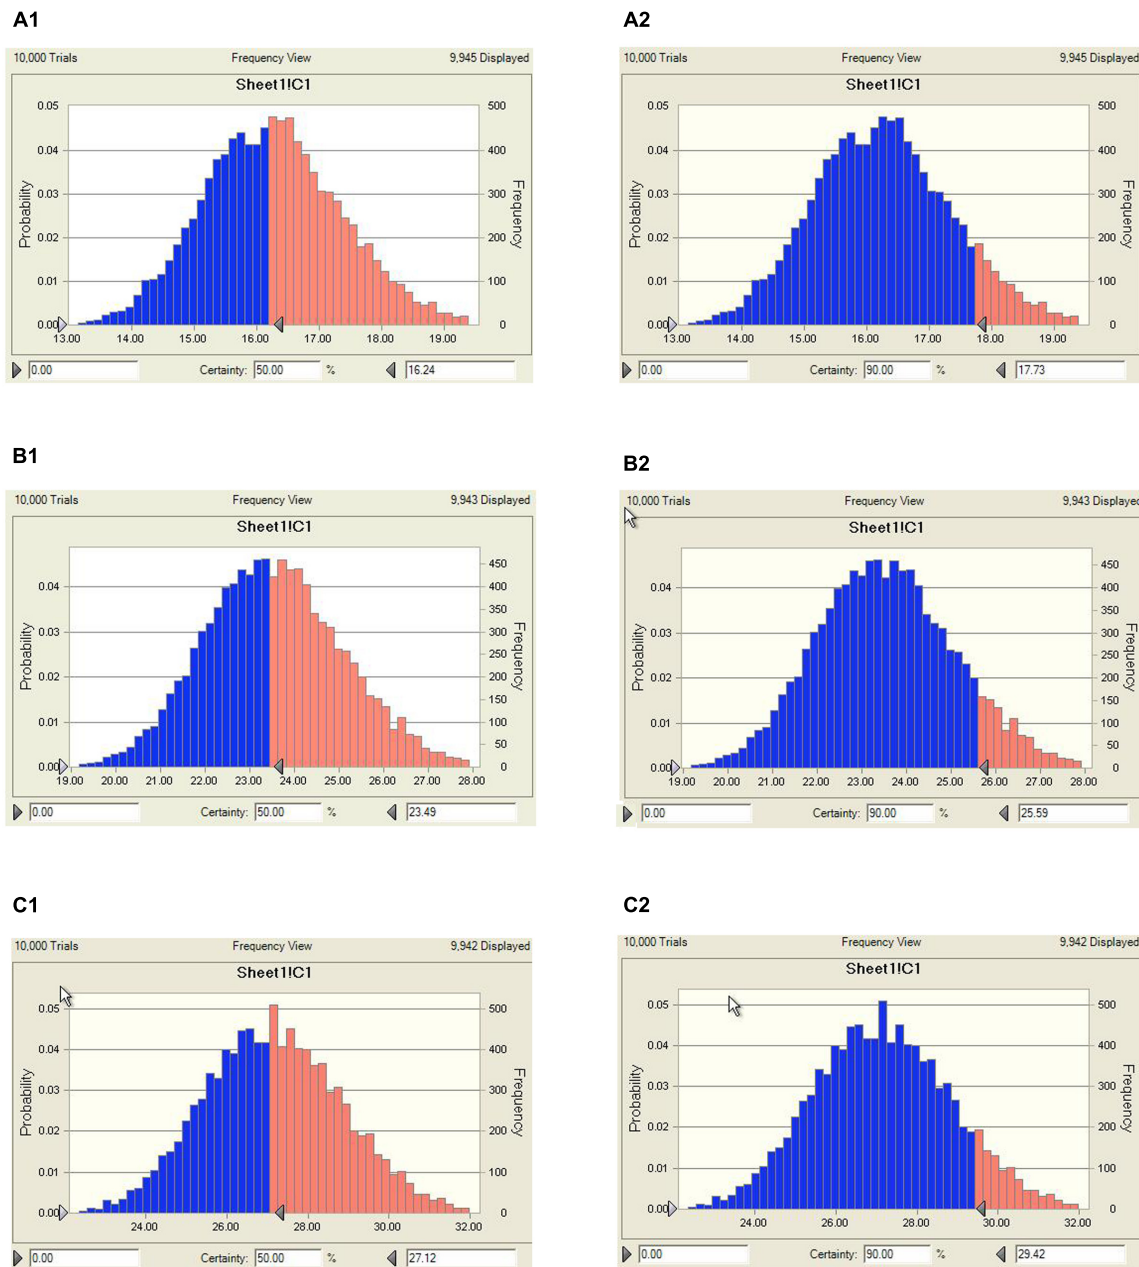 A1
10,000 Trials Frequency View 9,945 Displayed
Sheet1!C1
0.05 500
0.04 400
0.03 300
0.02 200
0.01 100
0.00 0
Probability
Frequency
13.00 14.00 15.00 16.00 17.00 18.00 19.00
0.00 Certainty: 50.00 % 16.24
A2
10,000 Trials Frequency View 9,945 Displayed
Sheet1!C1
0.05 500
0.04 400
0.03 300
0.02 200
0.01 100
0.00 0
Probability
Frequency
13.00 14.00 15.00 16.00 17.00 18.00 19.00
0.00 Certainty: 90.00 % 17.73
B1
10,000 Trials Frequency View 9,943 Displayed
Sheet1!C1
450
0.04 400
350
0.03 300
250
0.02 200
150
0.01 100
50
0.00 0
Probability
Frequency
19.00 20.00 21.00 22.00 23.00 24.00 25.00 26.00 27.00 28.00
0.00 Certainty: 50.00 % 23.49
B2
10,000 Trials Frequency View 9,943 Displayed
Sheet1!C1
450
0.04 400
350
0.03 300
250
0.02 200
150
0.01 100
50
0.00 0
Probability
Frequency
19.00 20.00 21.00 22.00 23.00 24.00 25.00 26.00 27.00 28.00
0.00 Certainty: 90.00 % 25.59
C1
10,000 Trials Frequency View 9,942 Displayed
Sheet1!C1
0.05 500
0.04 400
0.03 300
0.02 200
0.01 100
0.00 0
Probability
Frequency
24.00 26.00 28.00 30.00 32.00
0.00 Certainty: 50.00 % 27.12
C2
10,000 Trials Frequency View 9,942 Displayed
Sheet1!C1
0.05 500
0.04 400
0.03 300
0.02 200
0.01 100
0.00 0
Probability
Frequency
24.00 26.00 28.00 30.00 32.00
0.00 Certainty: 90.00 % 29.42